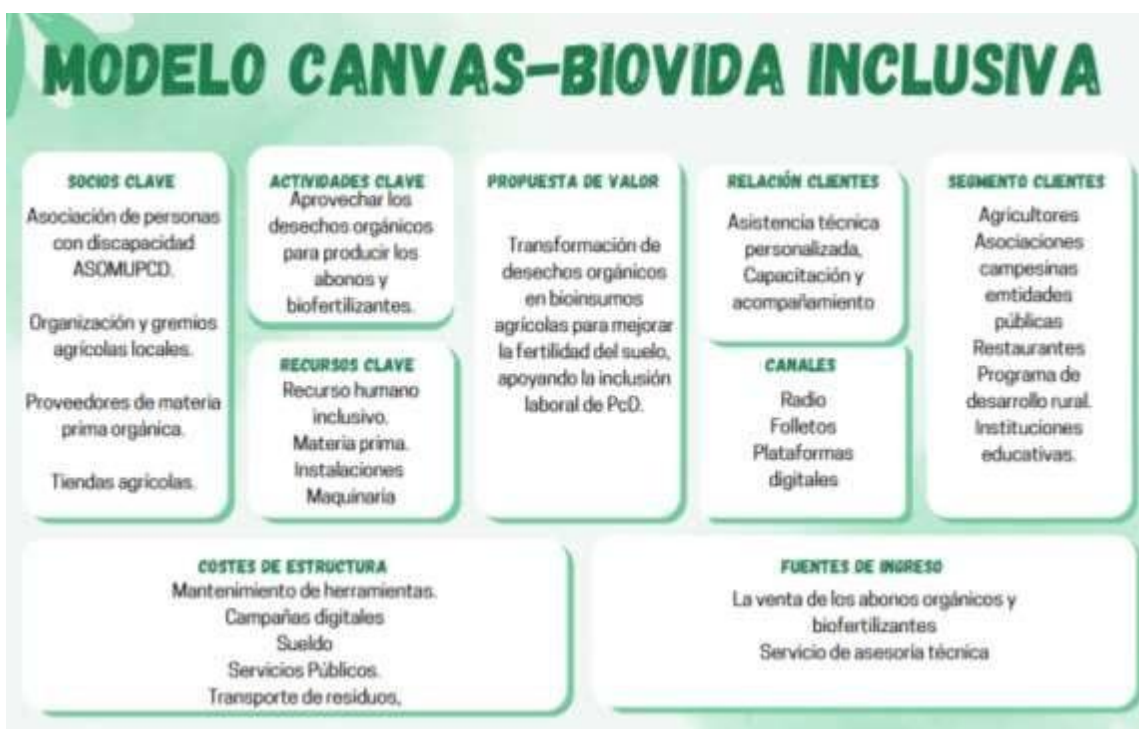 MODELO CANVAS-BIOVIDA INCLUSIVA
SOCIOS CLAVE
Asociación de personas
con discapacidad
ASOMUPCD.
Organización y gremios
agrícolas locales.
Proveedores de materia
prima orgánica.
Tiendas agrícolas.
ACTIVIDADES CLAVE
Aprovechar los
desechos orgánicos
para producir los
abonos y
biofertilizantes.
RECURSOS CLAVE
Recurso humano
inclusivo.
Materia prima.
Instalaciones
Maquinaria
PROPUESTA DE VALOR
Transformación de
desechos orgánicos
en bioinsumos
agrícolas para mejorar
la fertilidad del suelo,
apoyando la inclusión
laboral de PcD.
RELACIÓN CLIENTES
Asistencia técnica
personalizada,
Capacitación y
acompañamiento
CANALES
Radio
Folletos
Plataformas
digitales
SEGMENTO CLIENTES
Agricultores
Asociaciones
campesinas
emtidades
públicas
Restaurantes
Programa de
desarrollo rural.
Instituciones
educativas.
COSTES DE ESTRUCTURA
Mantenimiento de herramientas.
Campañas digitales
Sueldo
Servicios Públicos.
Transporte de residuos,
FUENTES DE INGRESO
La venta de los abonos orgánicos y
biofertilizantes
Servicio de asesoría técnica